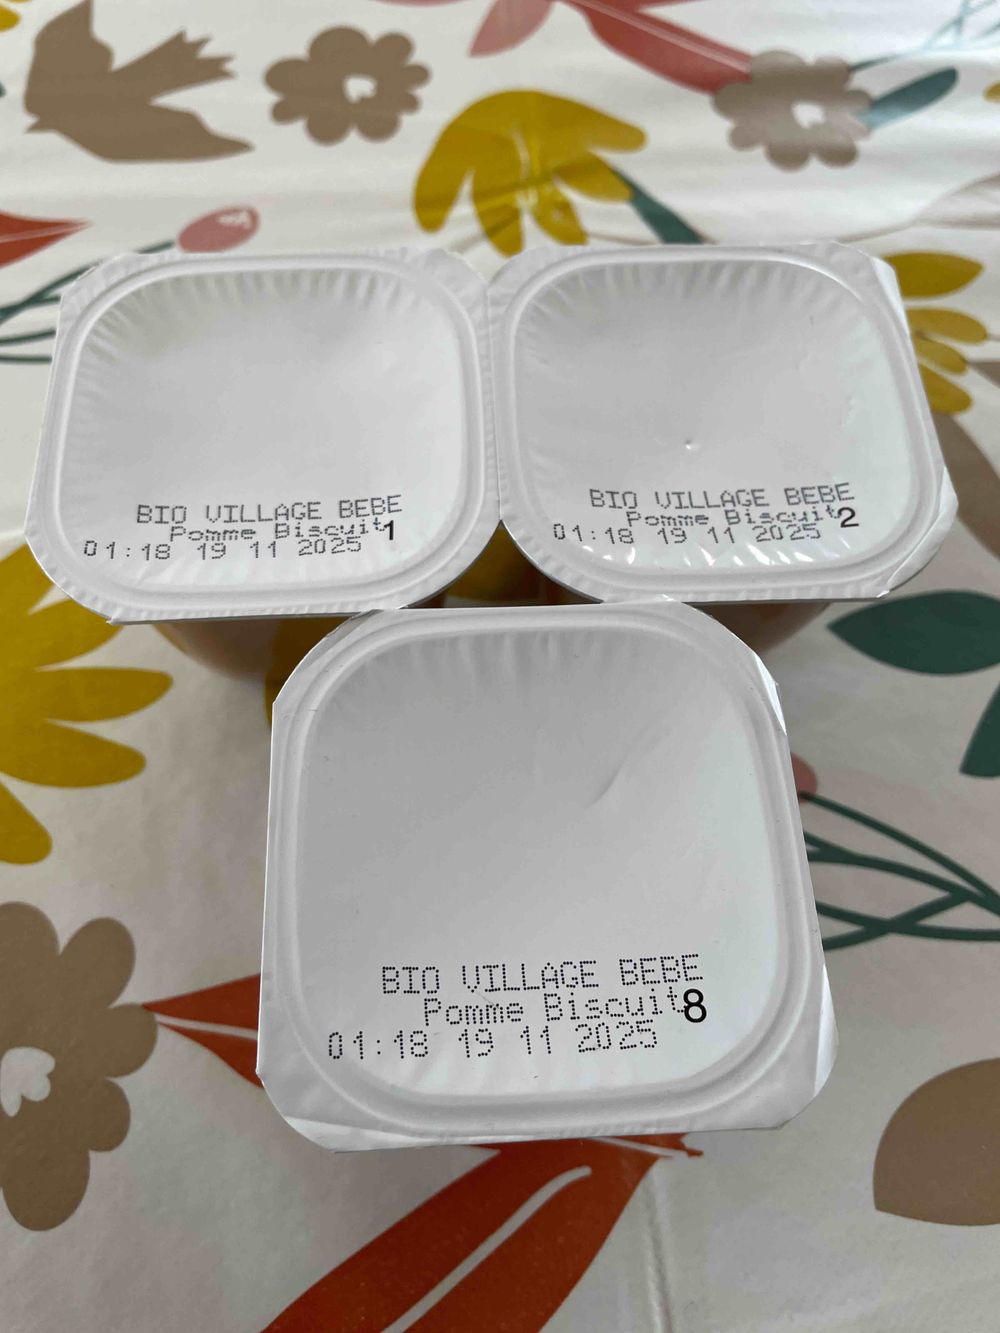 BIO VILLAGE BEBE
Pomme Biscuit1
01:18 19 11 2025
BIO VILLAGE BEBE
Pomme Biscuit2
01:18 19 11 2025
BIO VILLAGE BEBE
Pomme Biscuit8
01:18 19 11 2025